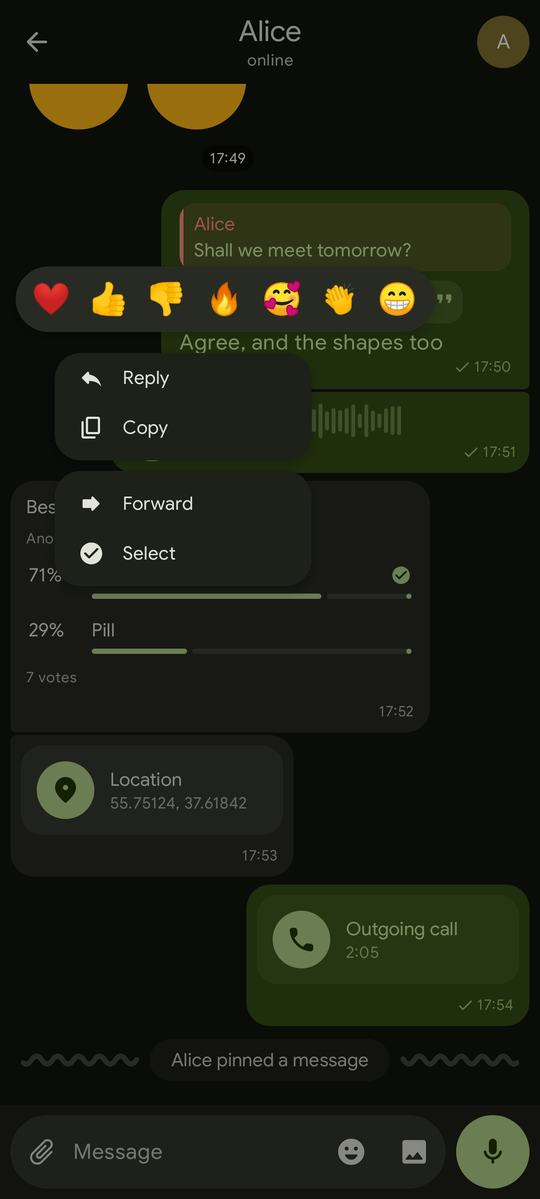 Alice
online
A
17:49
Alice
Shall we meet tomorrow?
Agree, and the shapes too
17:50
Reply
Copy
17:51
Forward
Select
71%
29% Pill
7 votes
17:52
Location
55.75124, 37.61842
17:53
Outgoing call
2:05
17:54
Alice pinned a message
Message